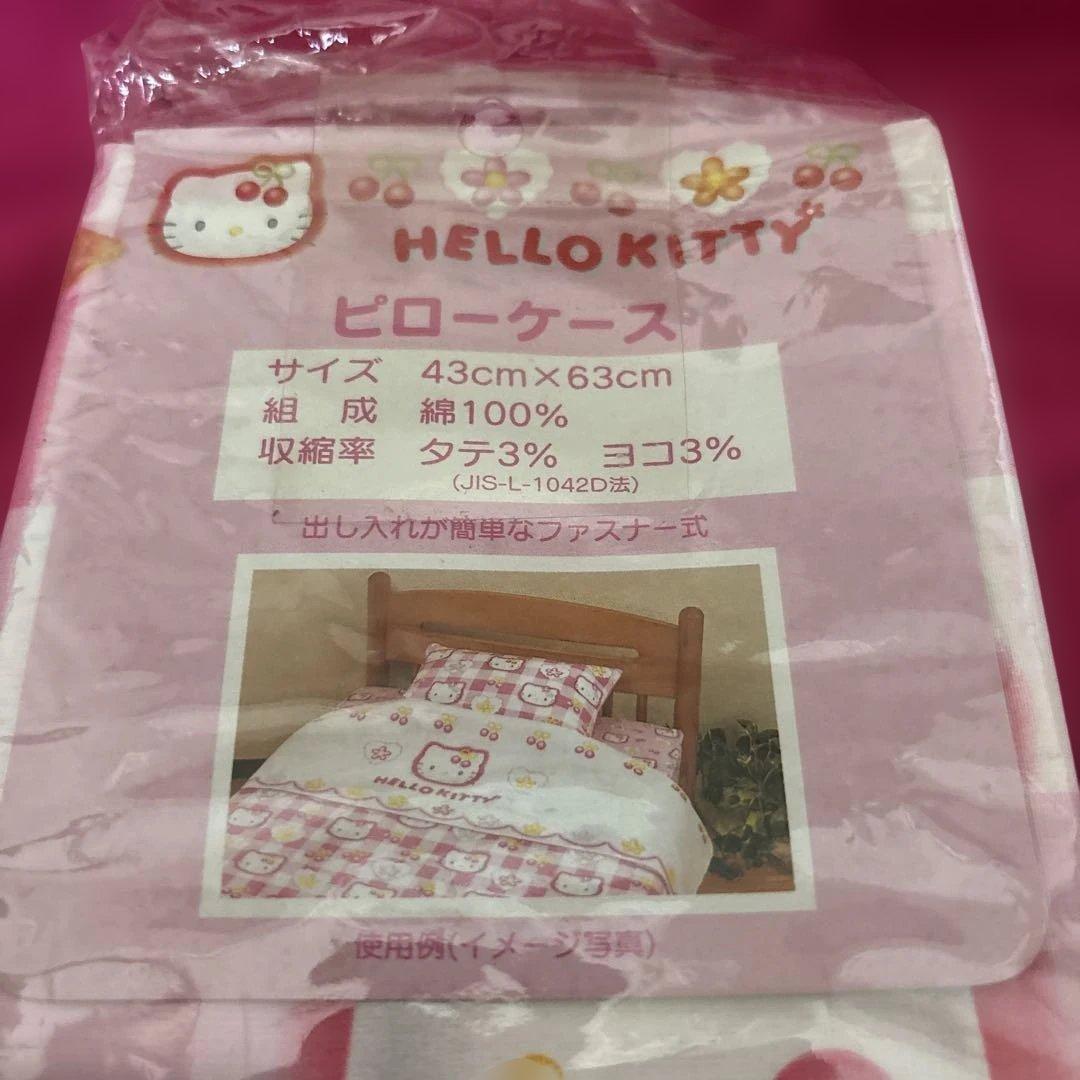 HELLO KITTY
ピローケース
サイズ 43cm×63cm
組 成 綿100%
収縮率 タテ3% ヨコ3%
(JIS-L-1042D法)
出し入れが簡単なファスナー式
HELLO KITTY
使用例(イメージ写真)